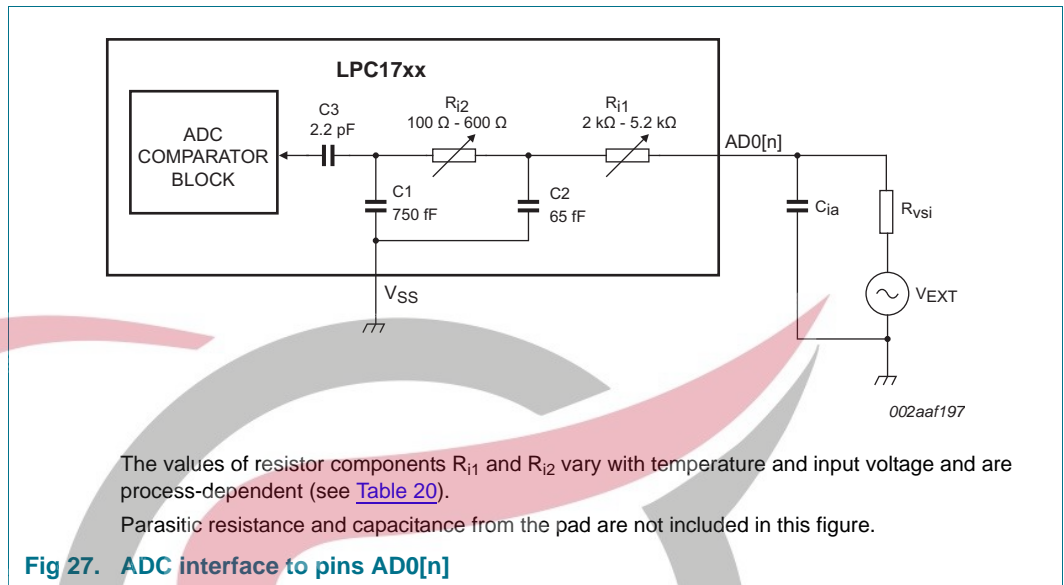 LPC17xx
ADC
COMPARATOR
BLOCK
C3
2.2 pF
Ri2
100 Ω - 600 Ω
Ri1
2 kΩ - 5.2 kΩ
AD0[n]
C1
750 fF
C2
65 fF
Cia
Rvsi
VEXT
VSS
002aaf197
The values of resistor components Ri1 and Ri2 vary with temperature and input voltage and are
process-dependent (see Table 20).
Parasitic resistance and capacitance from the pad are not included in this figure.
Fig 27. ADC interface to pins AD0[n]